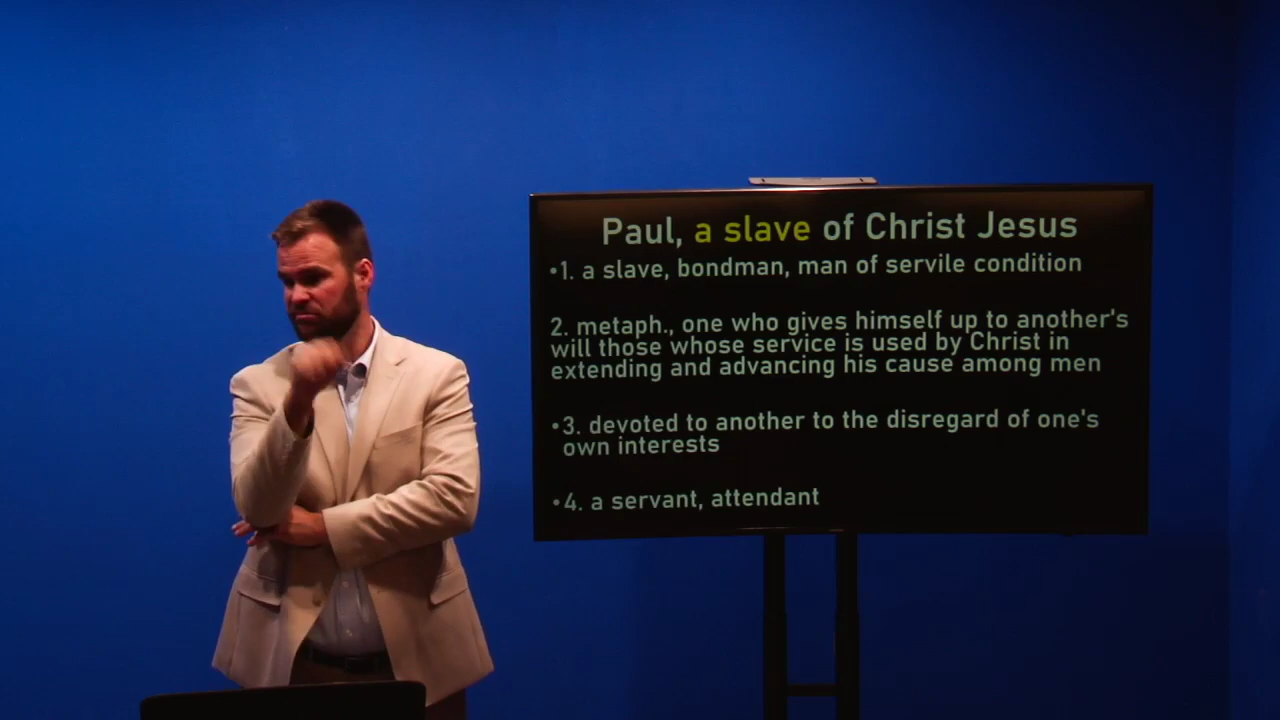 Paul, a slave of Christ Jesus
•1. a slave, bondman, man of servile condition
2. metaph., one who gives himself up to another's
will those whose service is used by Christ in
extending and advancing his cause among men
•3. devoted to another to the disregard of one's
own interests
•4. a servant, attendant